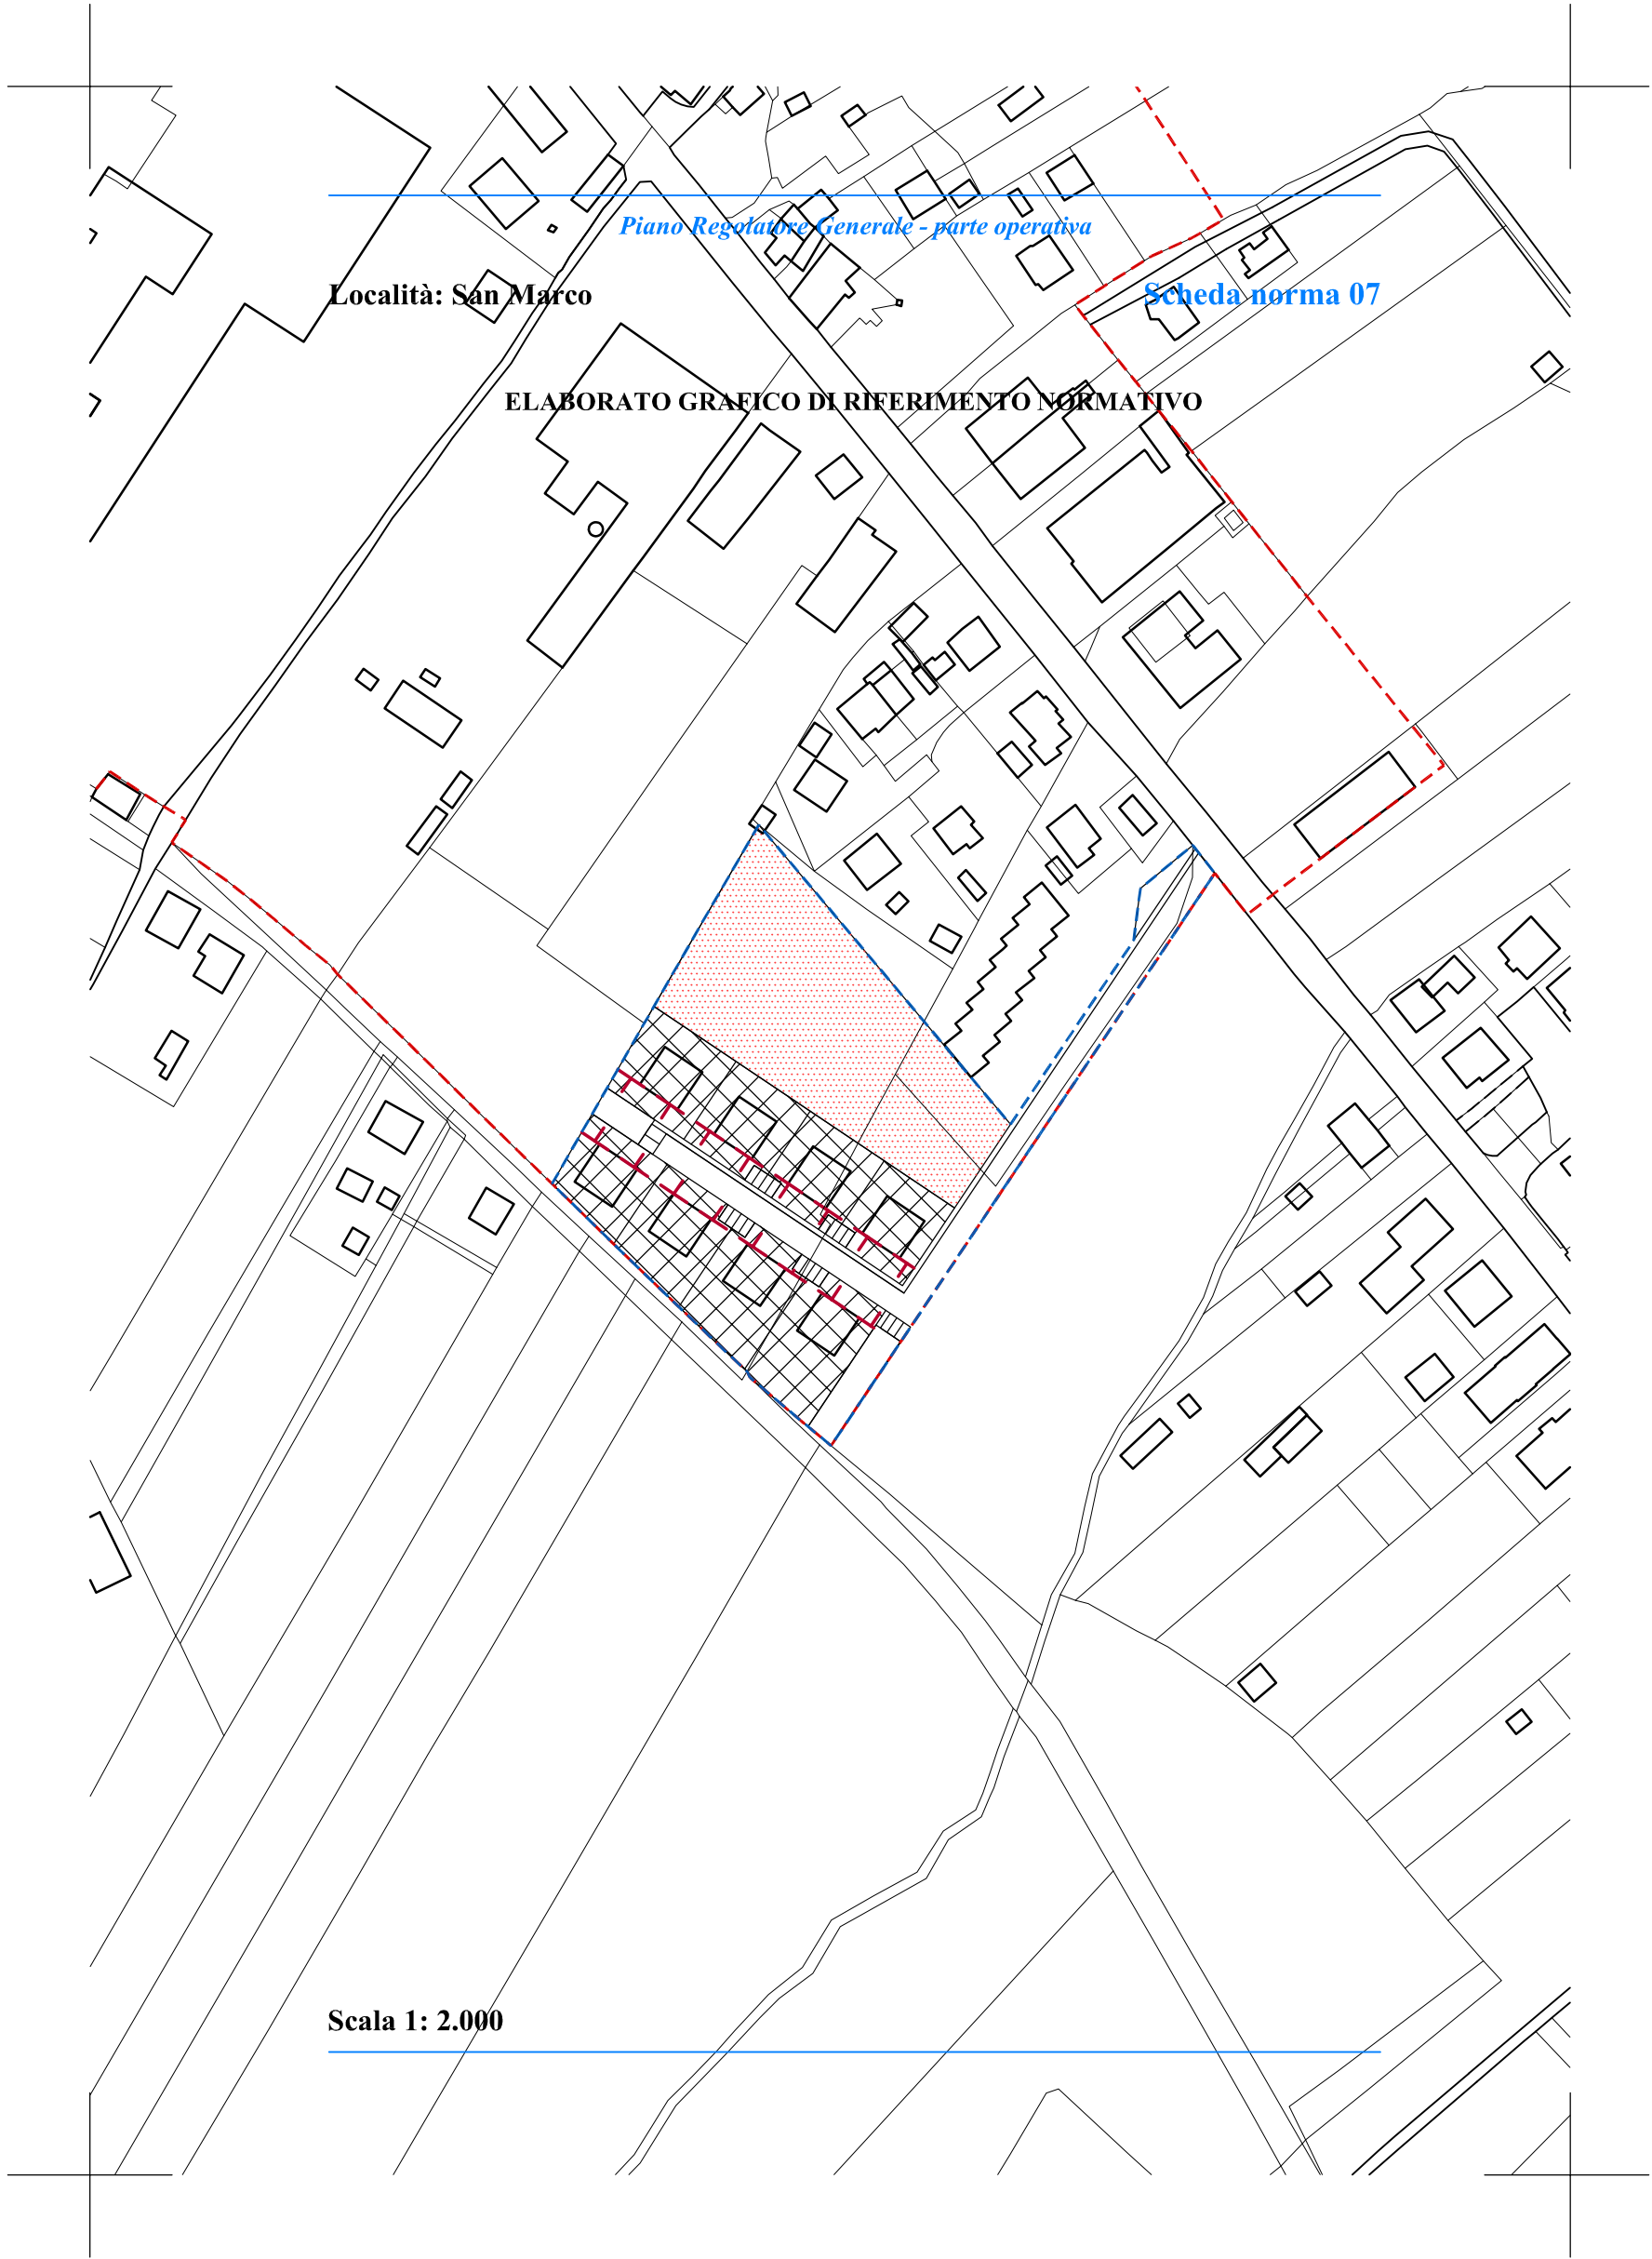 Piano Regolatore Generale - parte operativa
Località: San Marco
Scheda norma 07
ELABORATO GRAFICO DI RIFERIMENTO NORMATIVO
Scala 1: 2.000